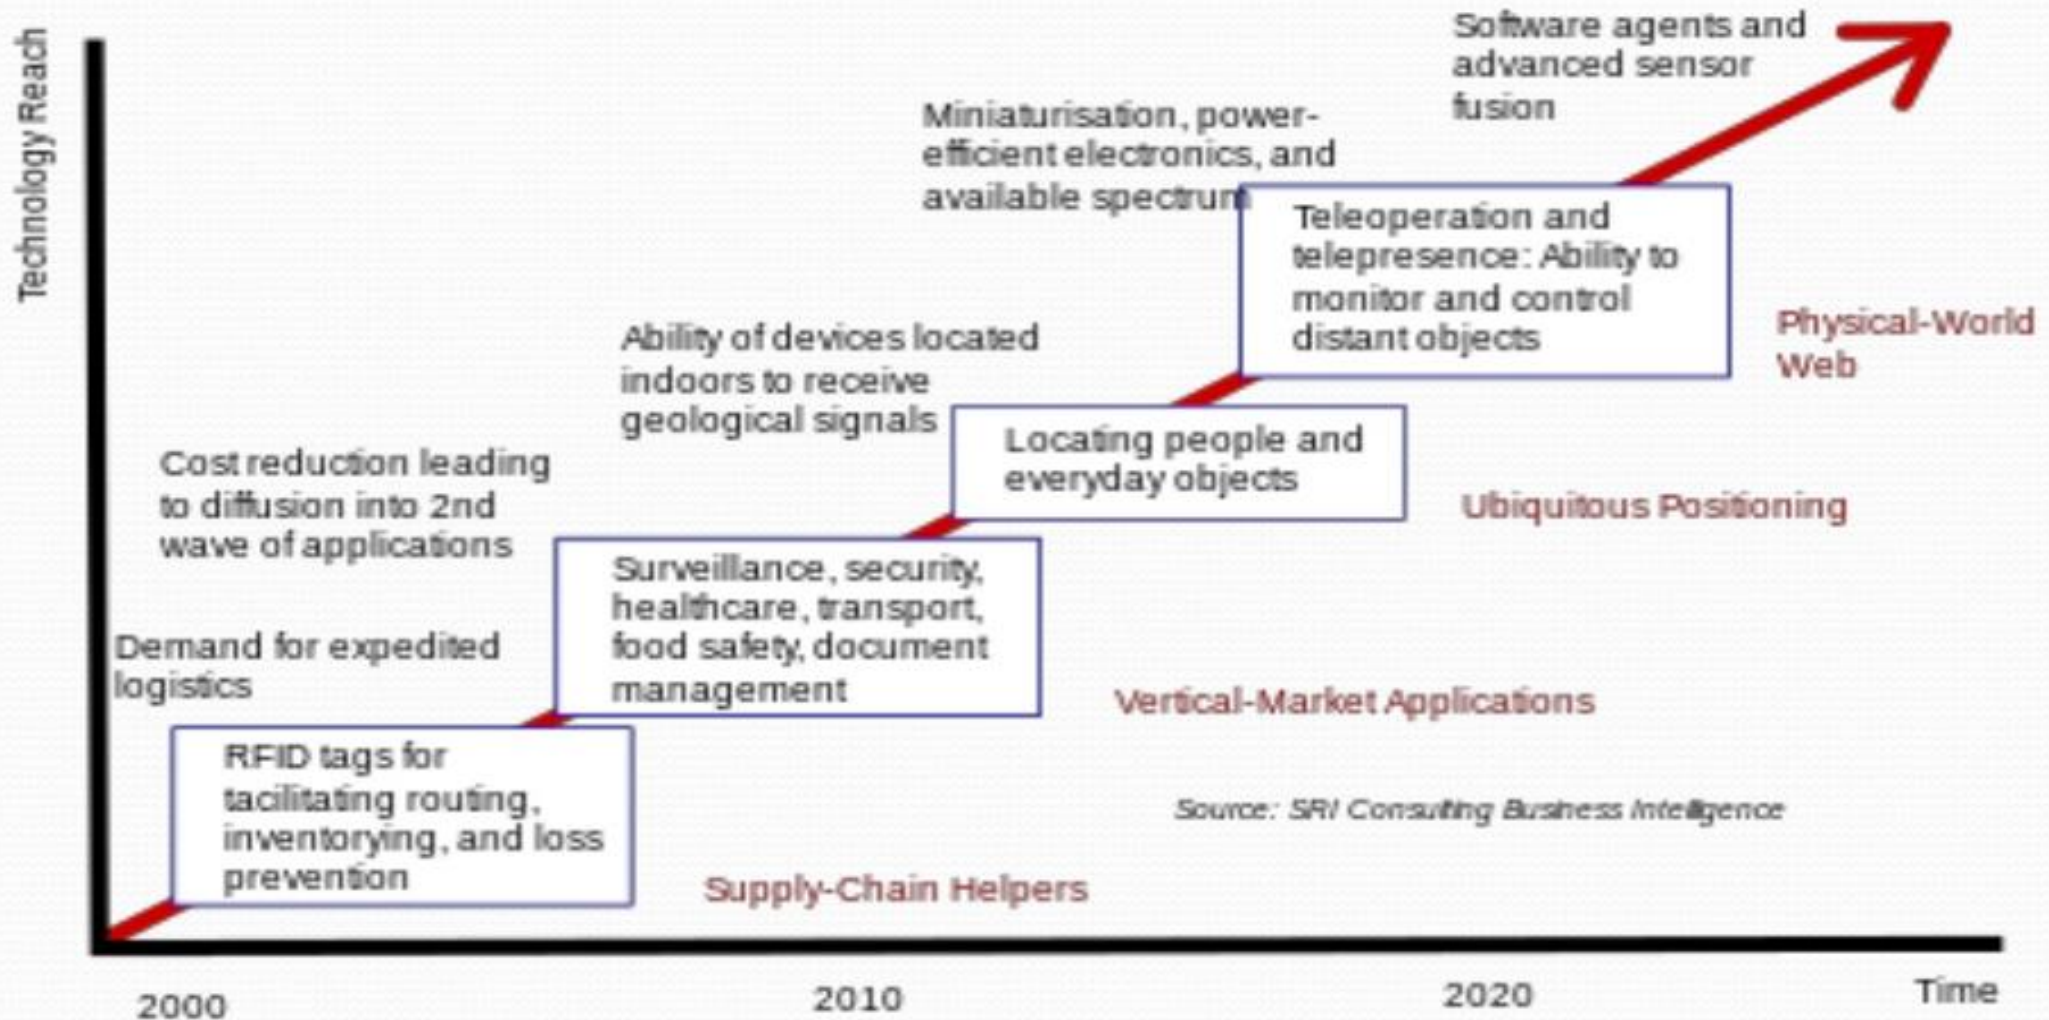 Technology Reach
Software agents and
advanced sensor
fusion
Miniaturisation, power-
efficient electronics, and
available spectrum
Teleoperation and
telepresence: Ability to
monitor and control
distant objects
Physical-World
Web
Ability of devices located
indoors to receive
geological signals
Locating people and
everyday objects
Ubiquitous Positioning
Cost reduction leading
to diffusion into 2nd
wave of applications
Surveillance, security,
healthcare, transport,
food safety, document
management
Vertical-Market Applications
Demand for expedited
logistics
RFID tags for
tacilitating routing,
inventorying, and loss
prevention
Supply-Chain Helpers
Source: SRI Consulting Business Intelligence
2000
2010
2020
Time